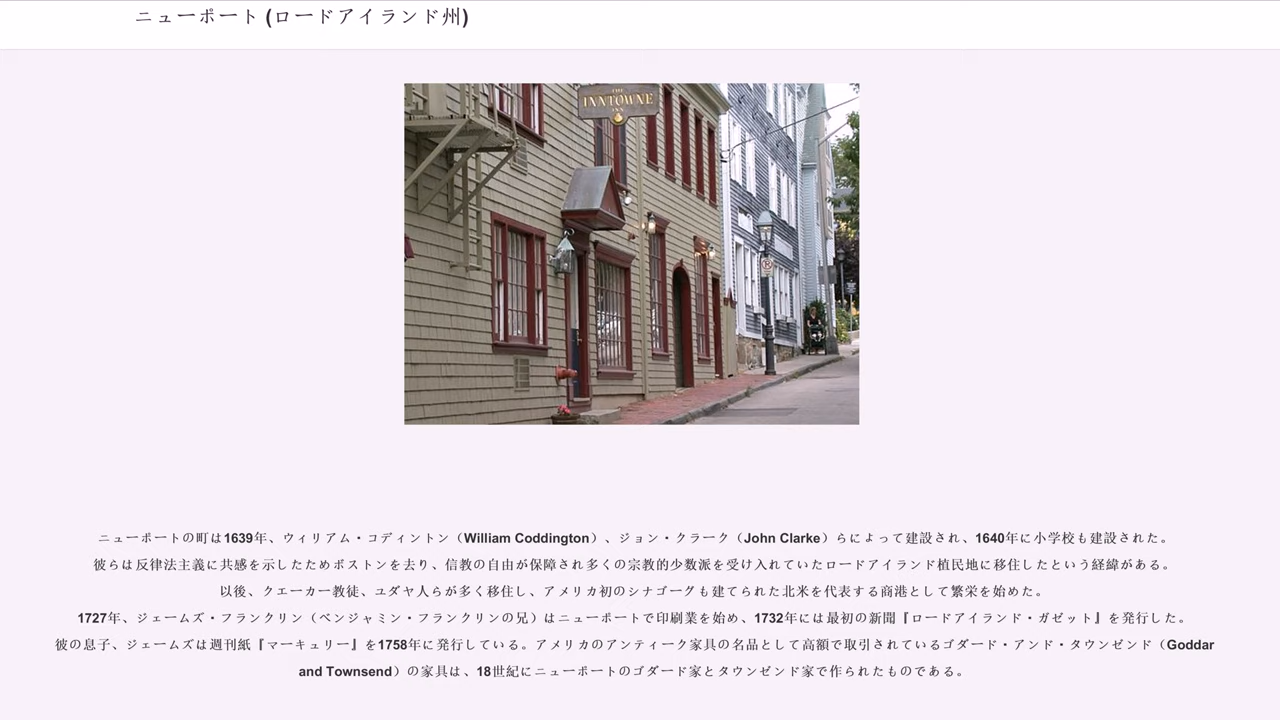 ニューポート (ロードアイランド州)
THE
INNTOWNE
INN
ニューポートの町は1639年、ウィリアム・コディントン（William Coddington）、ジョン・クラーク（John Clarke）らによって建設され、1640年に小学校も建設された。
彼らは反律法主義に共感を示したためボストンを去り、信教の自由が保障され多くの宗教的少数派を受け入れていたロードアイランド植民地に移住したという経緯がある。
以後、クエーカー教徒、ユダヤ人らが多く移住し、アメリカ初のシナゴーグも建てられた北米を代表する商港として繁栄を始めた。
1727年、ジェームズ・フランクリン（ベンジャミン・フランクリンの兄）はニューポートで印刷業を始め、1732年には最初の新聞『ロードアイランド・ガゼット』を発行した。
彼の息子、ジェームズは週刊紙『マーキュリー』を1758年に発行している。アメリカのアンティーク家具の名品として高額で取引されているゴダード・アンド・タウンゼンド（Goddar
and Townsend）の家具は、18世紀にニューポートのゴダード家とタウンゼンド家で作られたものである。